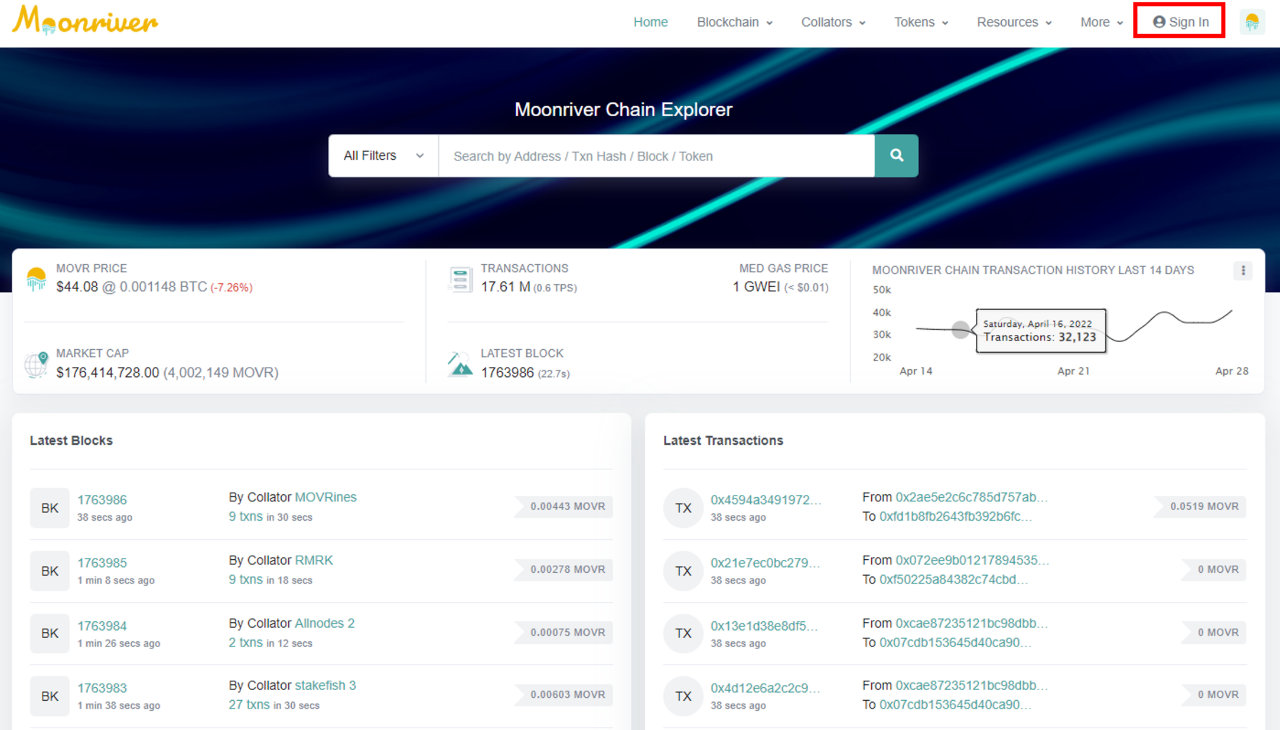 Moonriver
Home Blockchain Collators Tokens Resources More Sign In
Moonriver Chain Explorer
All Filters Search by Address / Txn Hash / Block / Token
MOVR PRICE
$44.08 @ 0.001148 BTC (-7.26%)
TRANSACTIONS
17.61 M (0.6 TPS)
MED GAS PRICE
1 GWEI (< $0.01)
MARKET CAP
$176,414,728.00 (4,002,149 MOVR)
LATEST BLOCK
1763986 (22.7s)
MOONRIVER CHAIN TRANSACTION HISTORY LAST 14 DAYS
50k
40k
30k
20k
Saturday, April 16, 2022
Transactions: 32,123
Apr 14 Apr 21 Apr 28
Latest Blocks
BK 1763986 By Collator MOVRines 0.00443 MOVR
38 secs ago 9 txns in 30 secs
BK 1763985 By Collator RMRK 0.00278 MOVR
1 min 8 secs ago 9 txns in 18 secs
BK 1763984 By Collator Allnodes 2 0.00075 MOVR
1 min 26 secs ago 2 txns in 12 secs
BK 1763983 By Collator stakefish 3 0.00603 MOVR
1 min 38 secs ago 27 txns in 30 secs
Latest Transactions
TX 0x4594a3491972... From 0x2ae5e2c6c785d757ab... 0.0519 MOVR
38 secs ago To 0xfd1b8fb2643fb392b6fc...
TX 0x21e7ec0bc279... From 0x072ee9b01217894535... 0 MOVR
38 secs ago To 0xf50225a84382c74cbd...
TX 0x13e1d38e8df5... From 0xcae87235121bc98dbb... 0 MOVR
38 secs ago To 0x07cdb153645d40ca90...
TX 0x4d12e6a2c2c9... From 0xcae87235121bc98dbb... 0 MOVR
38 secs ago To 0x07cdb153645d40ca90...